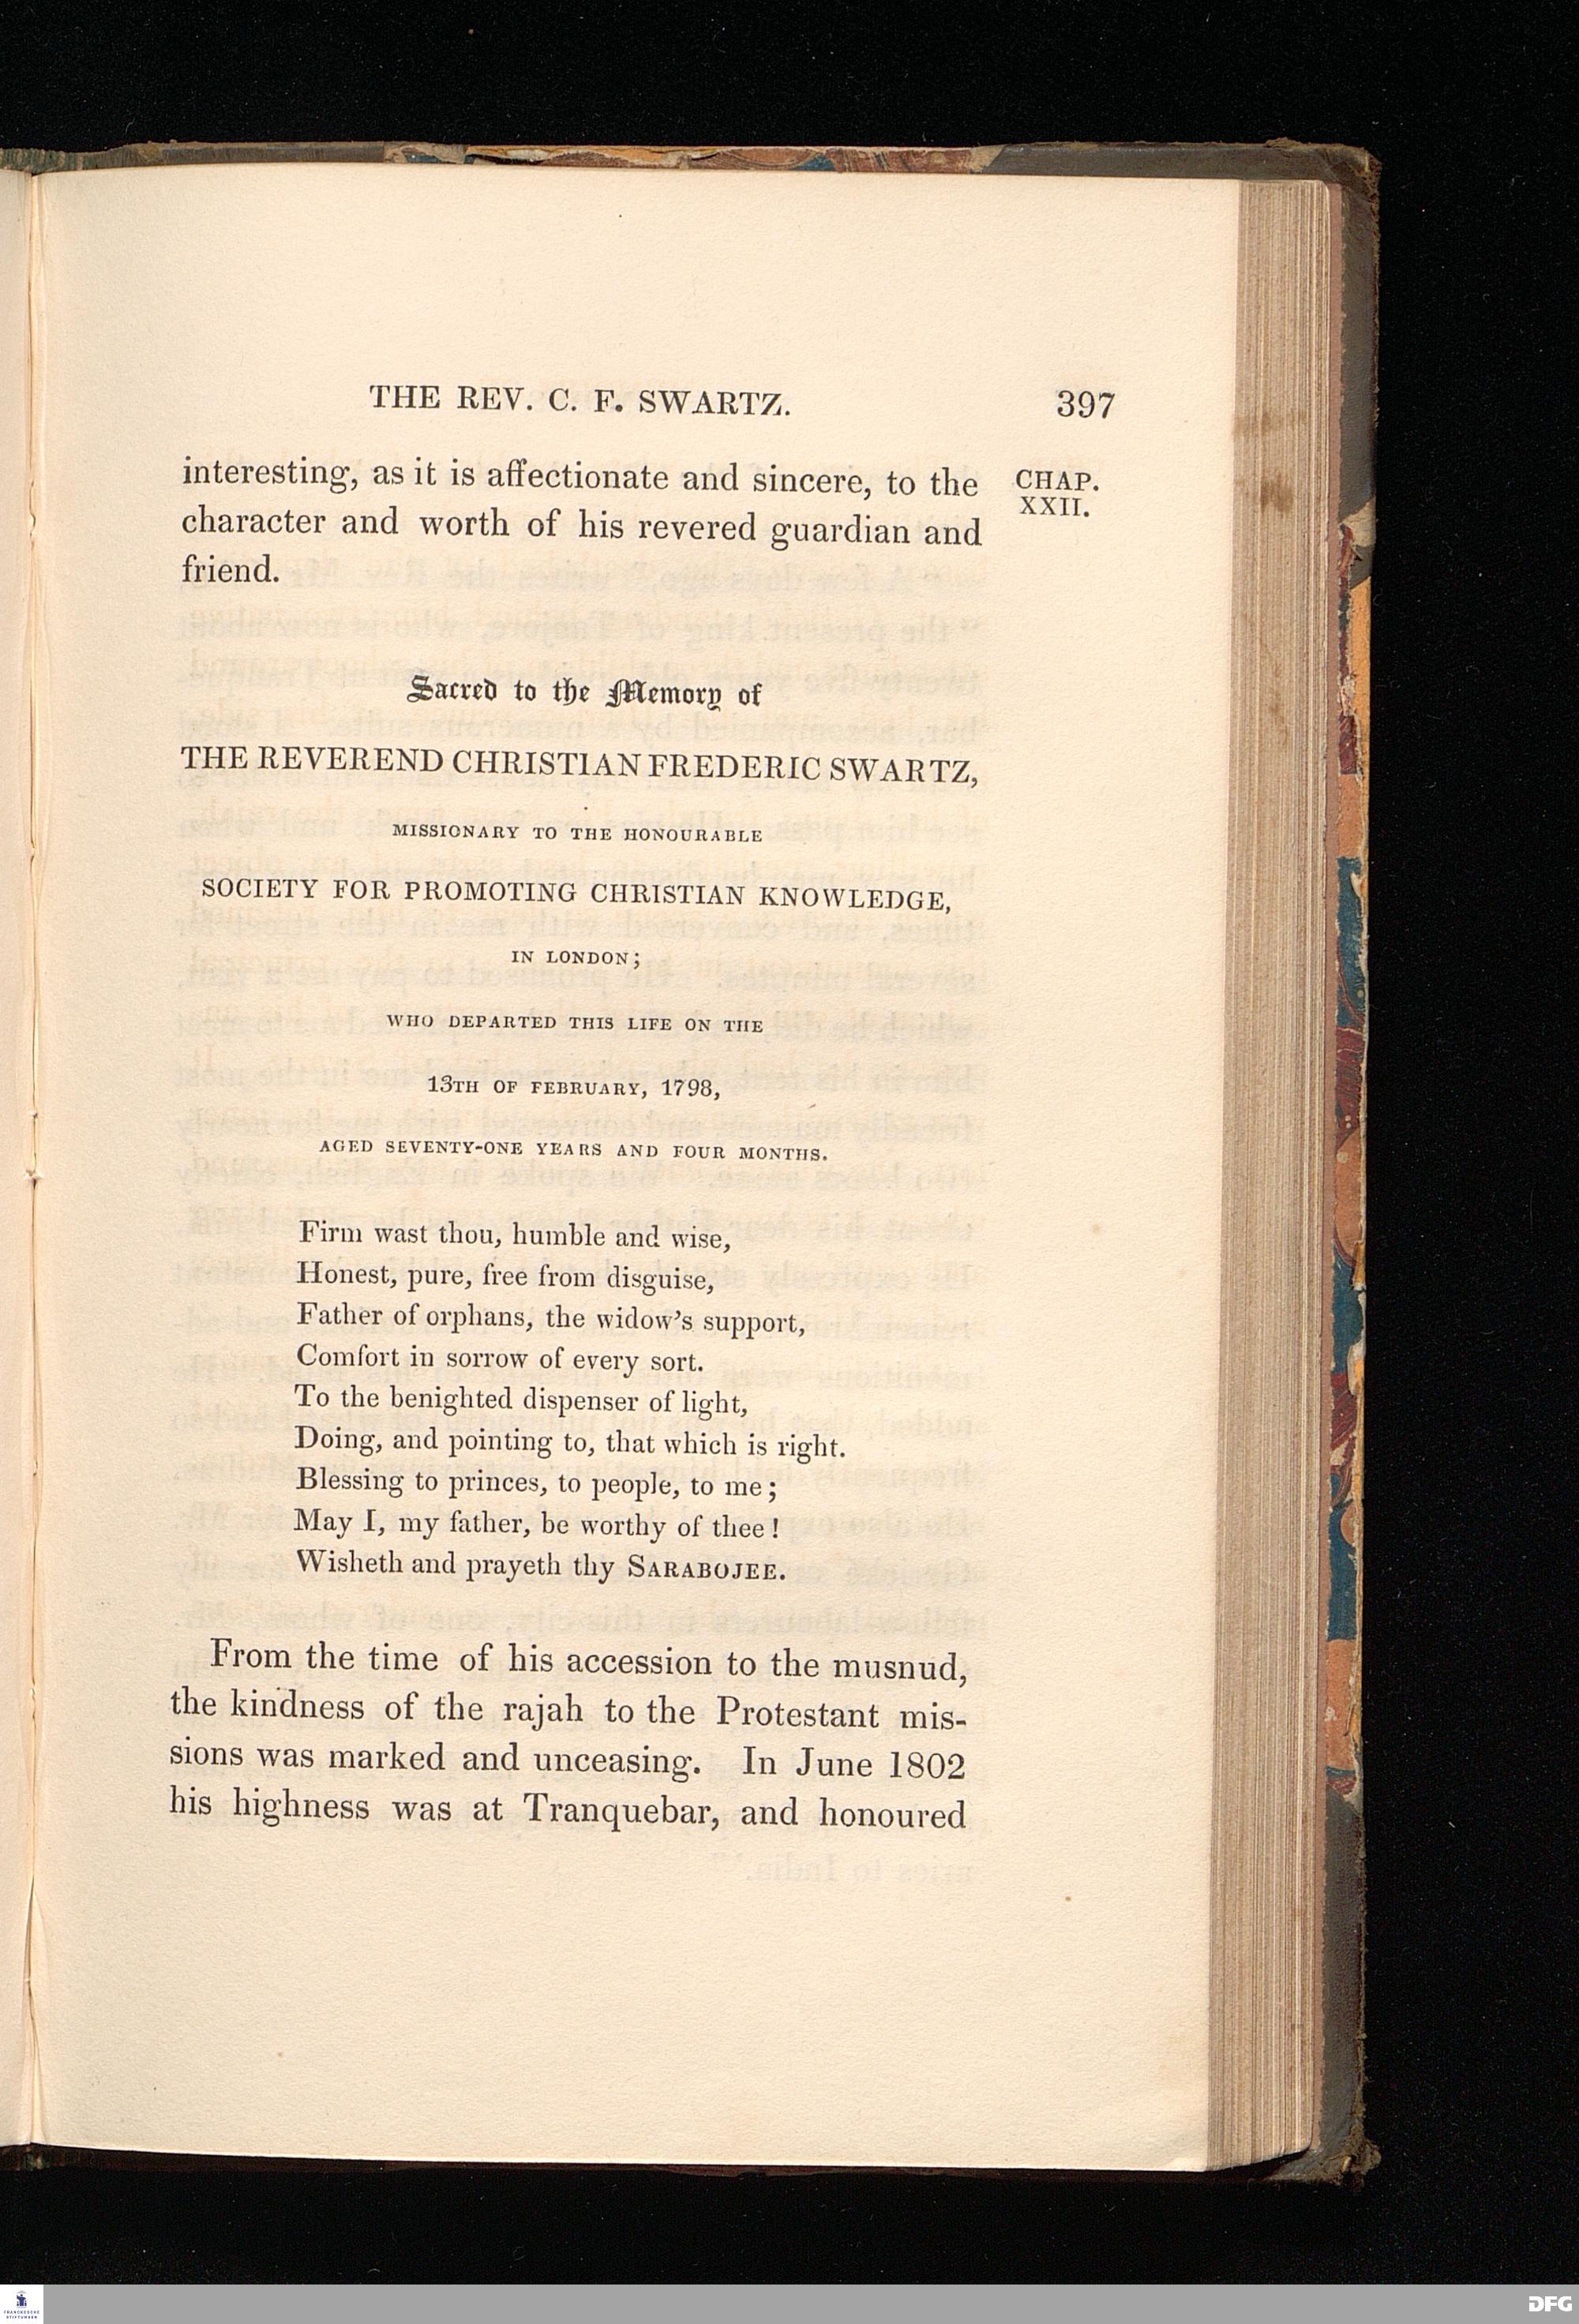 THE REV. C. F. SWARTZ. 397
interesting, as it is affectionate and sincere, to the
CHAP.
XXII.
character and worth of his revered guardian and
friend.
Sacred to the Memory of
THE REVEREND CHRISTIAN FREDERIC SWARTZ,
MISSIONARY TO THE HONOURABLE
SOCIETY FOR PROMOTING CHRISTIAN KNOWLEDGE,
IN LONDON;
WHO DEPARTED THIS LIFE ON THE
13TH OF FEBRUARY, 1798,
AGED SEVENTY-ONE YEARS AND FOUR MONTHS.
Firm wast thou, humble and wise,
Honest, pure, free from disguise,
Father of orphans, the widow's support,
Comfort in sorrow of every sort.
To the benighted dispenser of light,
Doing, and pointing to, that which is right.
Blessing to princes, to people, to me;
May I, my father, be worthy of thee!
Wisheth and prayeth thy SARABOJEE.
From the time of his accession to the musnud,
the kindness of the rajah to the Protestant mis-
sions was marked and unceasing. In June 1802
his highness was at Tranquebar, and honoured
FRANCKESCHE
STIFTUNGEN
DFG